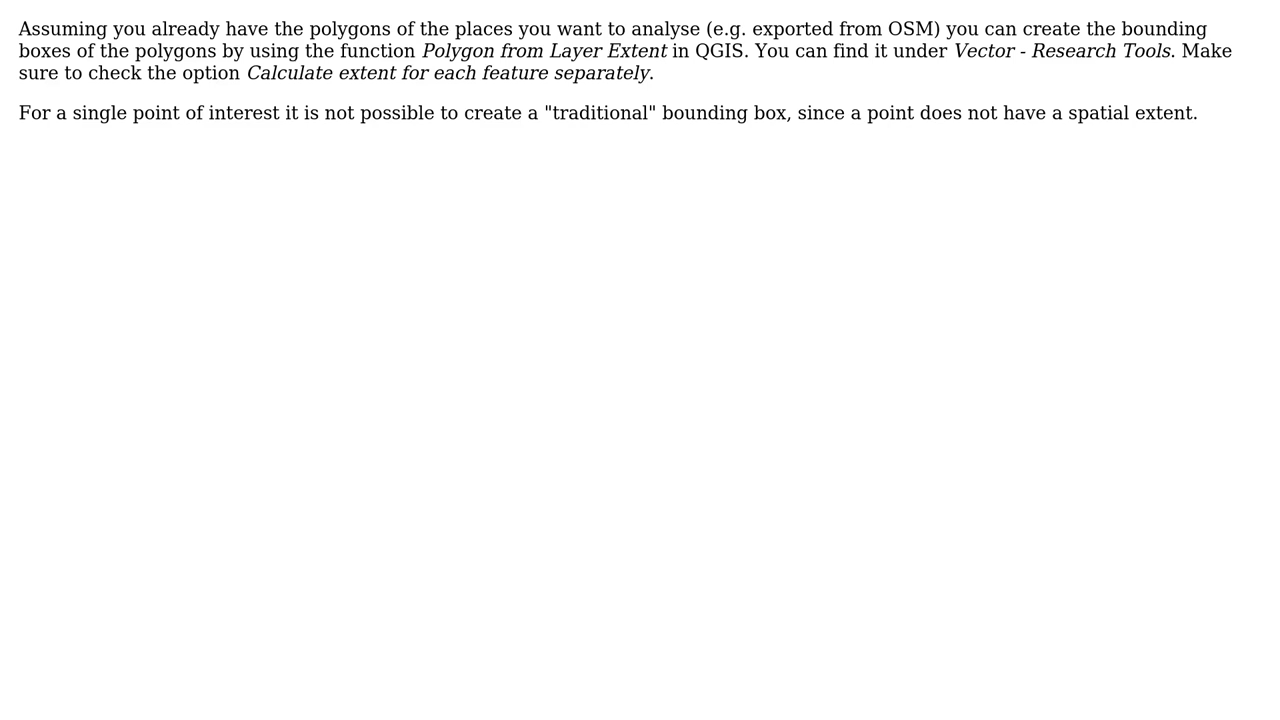 Assuming you already have the polygons of the places you want to analyse (e.g. exported from OSM) you can create the bounding
boxes of the polygons by using the function Polygon from Layer Extent in QGIS. You can find it under Vector - Research Tools. Make
sure to check the option Calculate extent for each feature separately.
For a single point of interest it is not possible to create a "traditional" bounding box, since a point does not have a spatial extent.